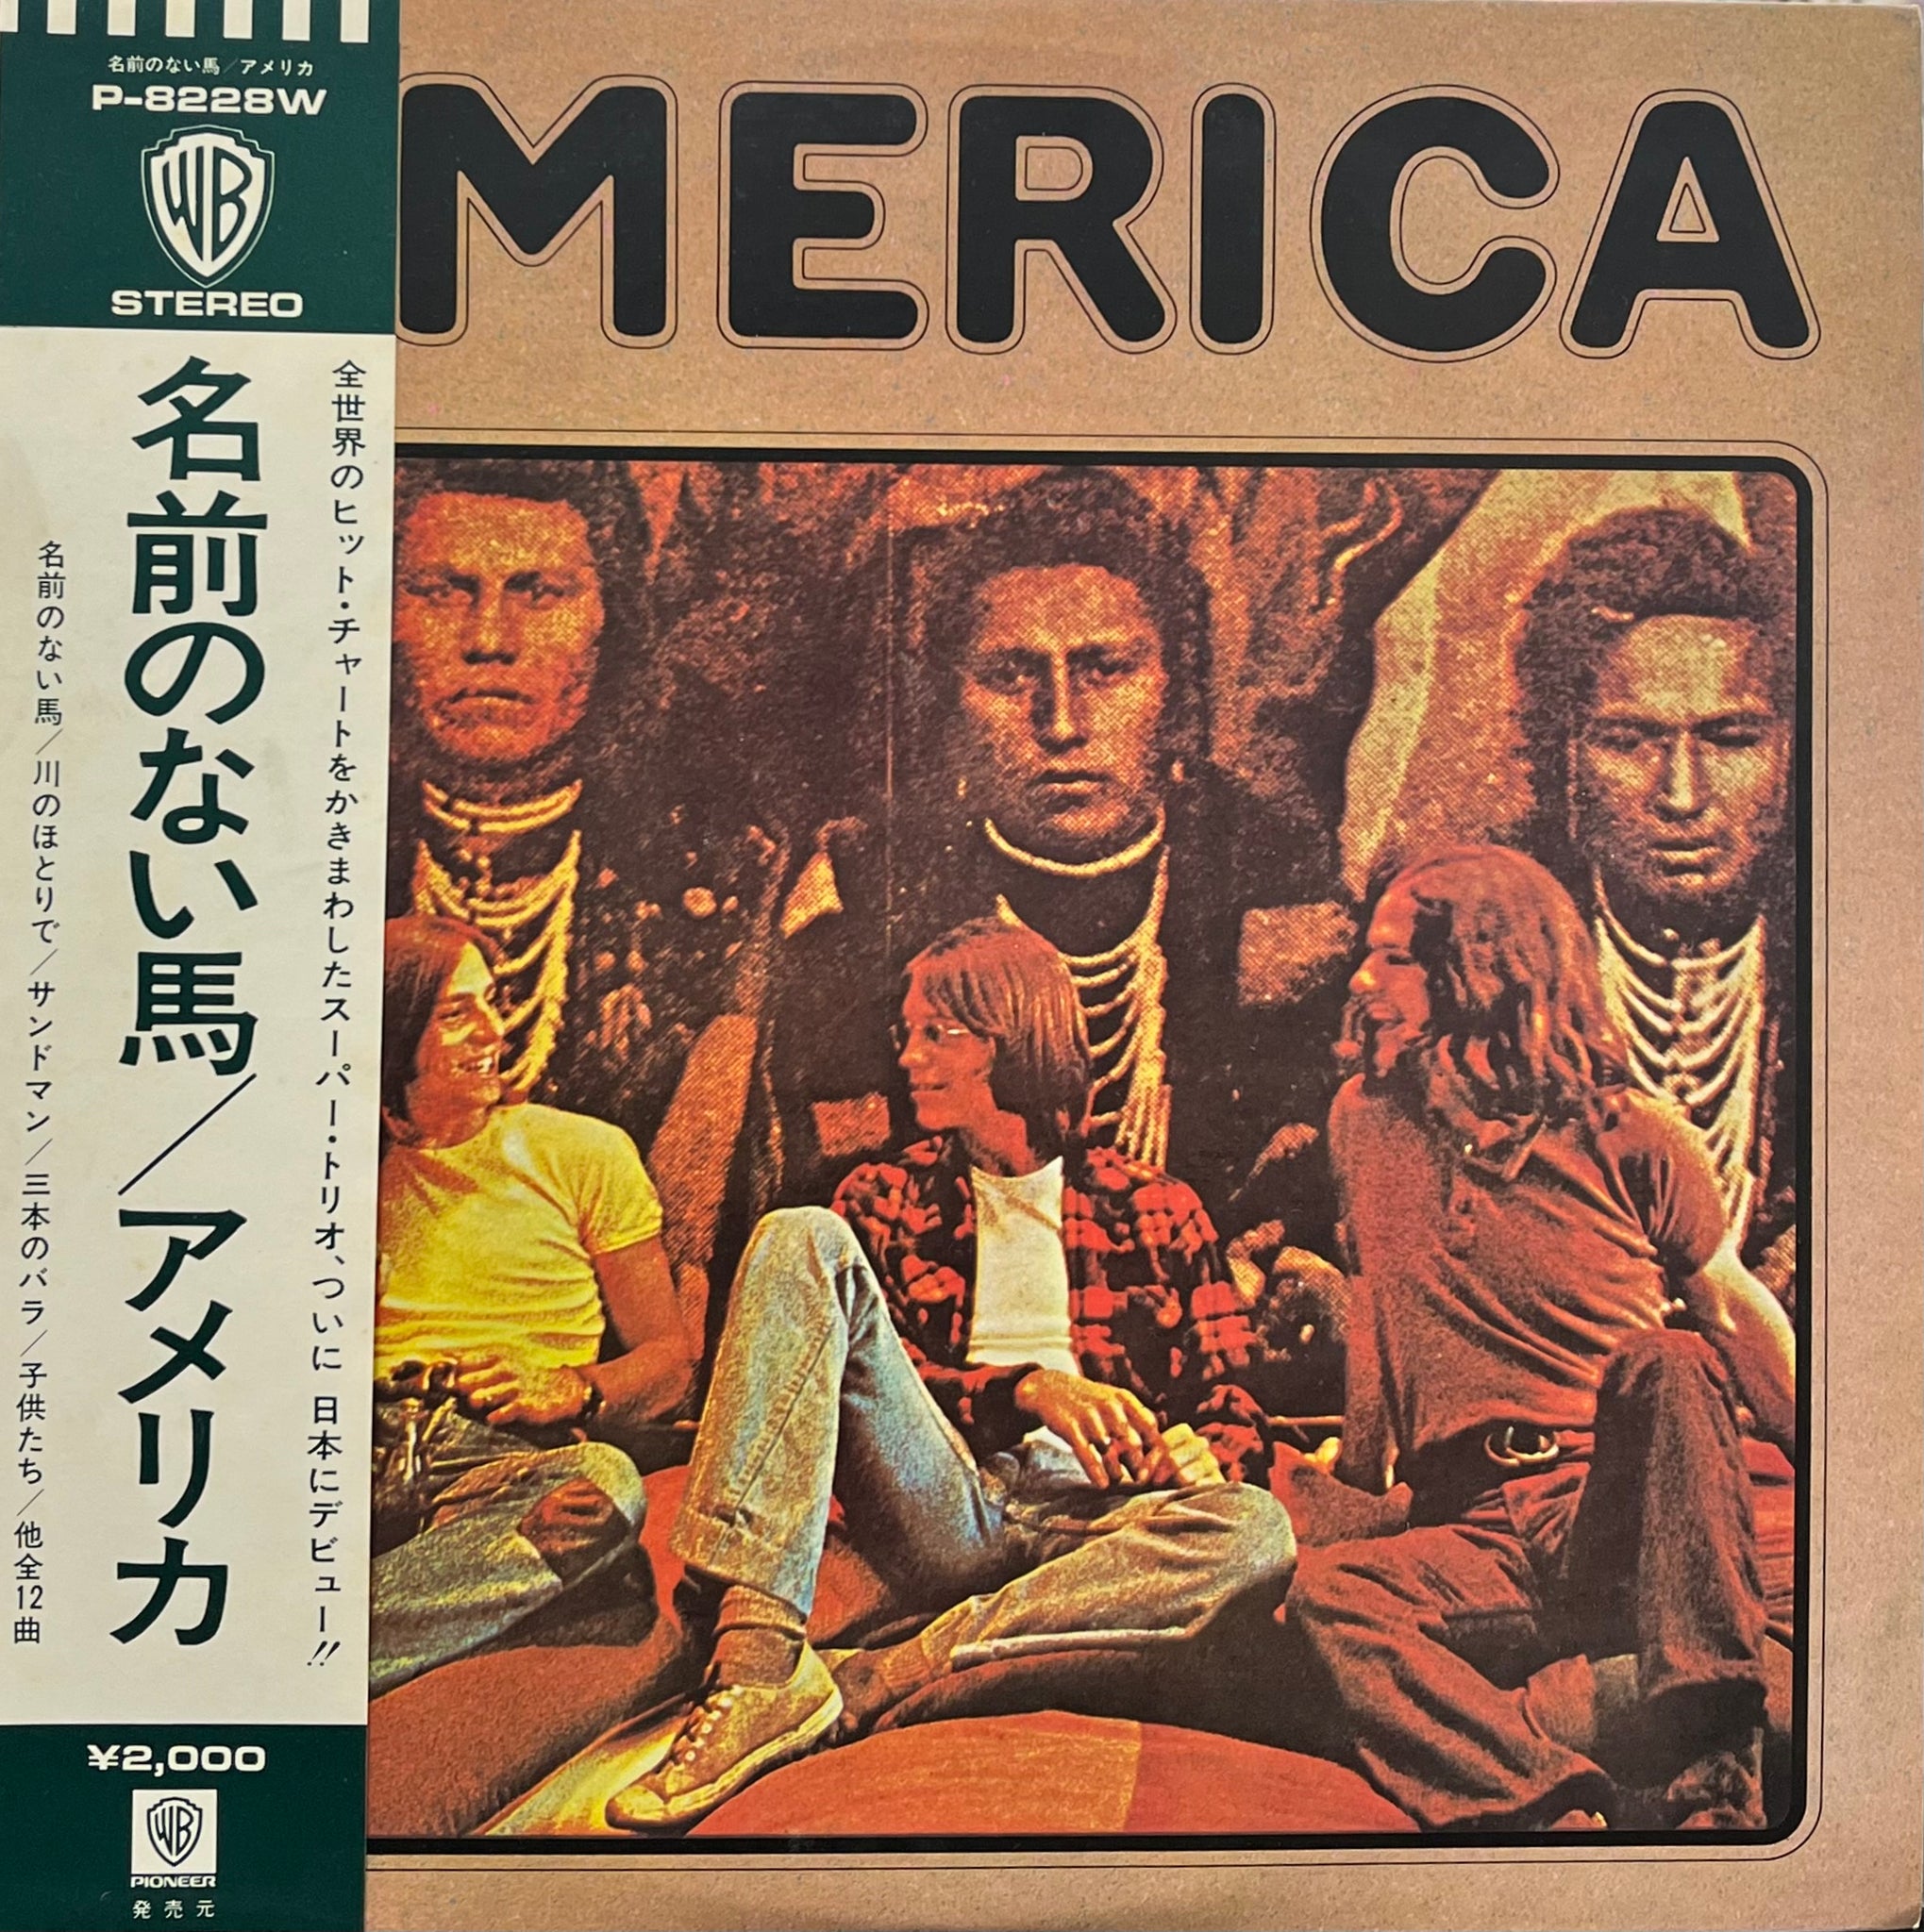 名前のない馬/アメリカ
P-8228W
WB
STEREO
全世界のヒット・チャートをかきまわしたスーパー・トリオ、ついに 日本にデビュー!!
名前のない馬/アメリカ
名前のない馬/川のほとりで/サンドマン/三本のバラ/子供たち/他全12曲
¥2,000
WB
PIONEER
発売元
MERICA